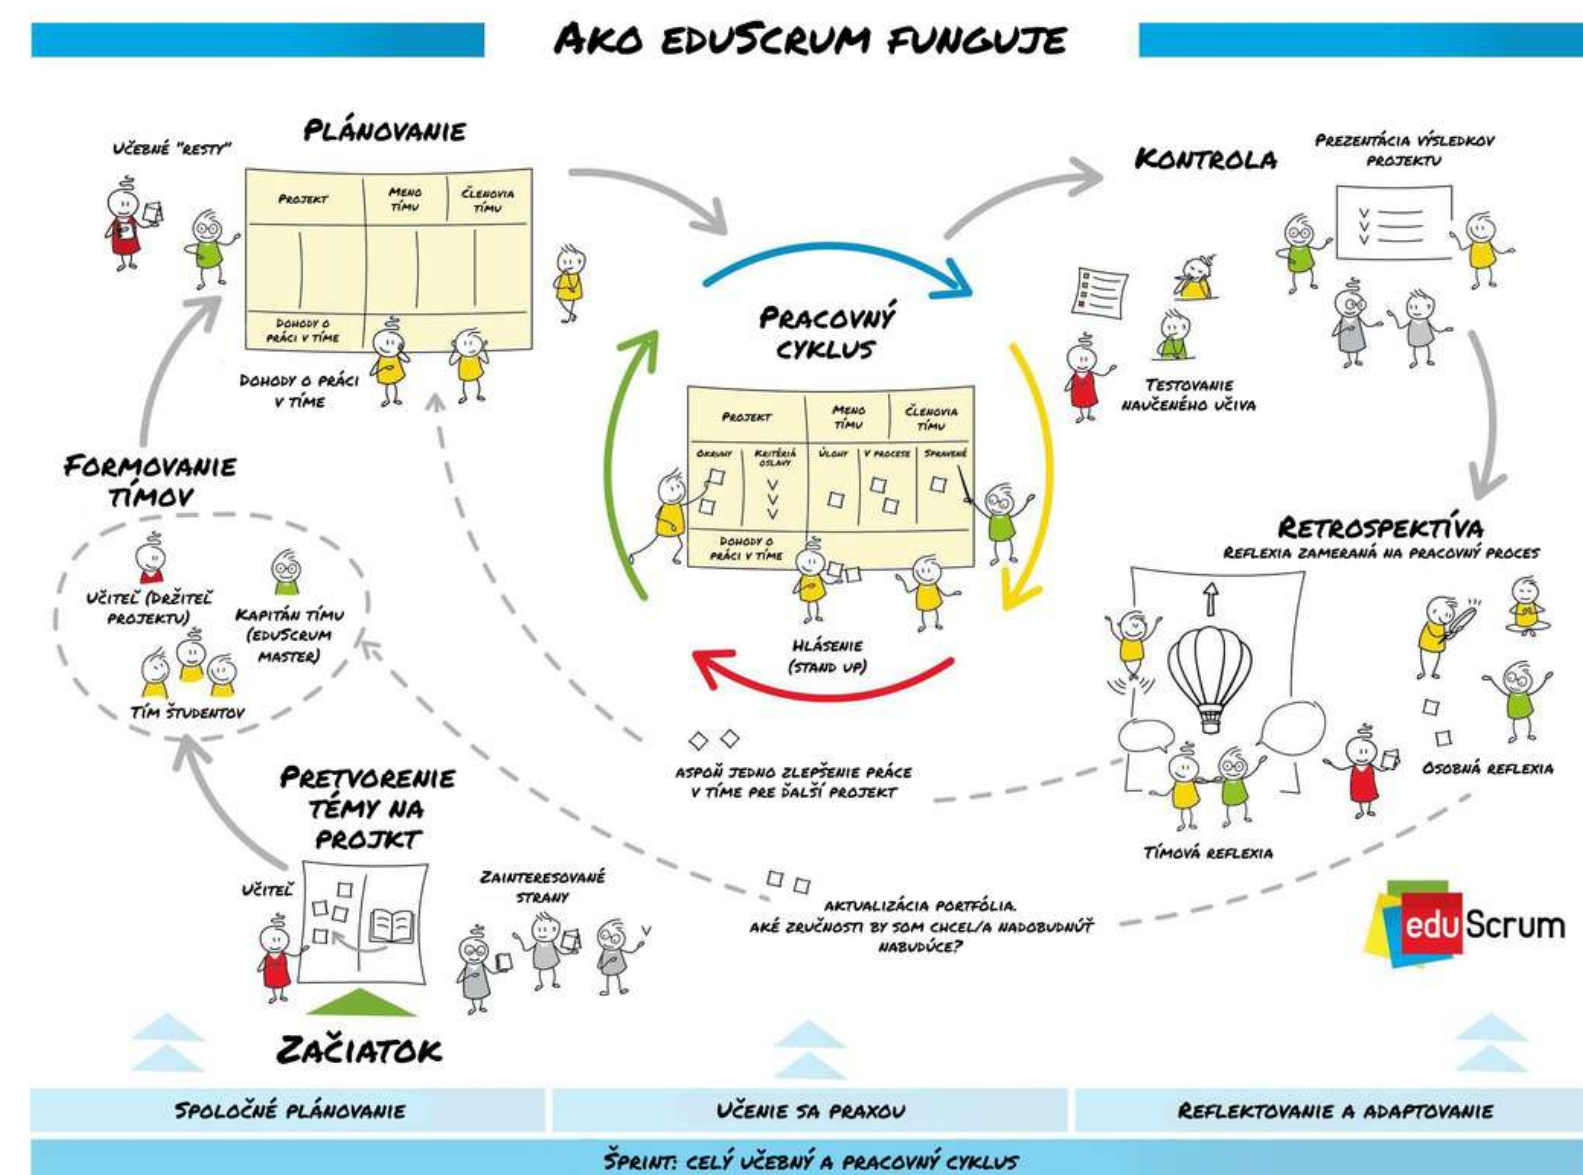 AKO EDUSCRUM FUNGUJE
PLÁNOVANIE
UČEBNÉ "RESTY"
PROJEKT
MENO
TÍMU
ČLENOVIA
TÍMU
DOHODY O
PRÁCI V TÍME
DOHODY O PRÁCI
V TÍME
FORMOVANIE
TÍMOV
UČITEĽ (DRŽITEĽ
PROJEKTU)
KAPITÁN TÍMU
(EDUSCRUM
MASTER)
TÍM ŠTUDENTOV
PRETVORENIE
TÉMY NA
PROJKT
UČITEĽ
ZAINTERESOVANÉ
STRANY
ZAČIATOK
PRACOVNÝ
CYKLUS
PROJEKT
MENO
TÍMU
ČLENOVIA
TÍMU
OKRUHY
KRITÉRIÁ
OSLAVY
ÚLOHY
V PROCESE
SPRAVENÉ
DOHODY O
PRÁCI V TÍME
HLÁSENIE
(STAND UP)
ASPOŇ JEDNO ZLEPŠENIE PRÁCE
V TÍME PRE ĎALŠÍ PROJEKT
AKTUALIZÁCIA PORTFÓLIA.
AKÉ ZRUČNOSTI BY SOM CHCEL/A NADOBUDNÚŤ
NABUDÚCE?
KONTROLA
PREZENTÁCIA VÝSLEDKOV
PROJEKTU
TESTOVANIE
NAUČENÉHO UČIVA
RETROSPEKTÍVA
REFLEXIA ZAMERANÁ NA PRACOVNÝ PROCES
OSOBNÁ REFLEXIA
TÍMOVÁ REFLEXIA
eduScrum
SPOLOČNÉ PLÁNOVANIE
UČENIE SA PRAXOU
REFLEKTOVANIE A ADAPTOVANIE
ŠPRINT: CELÝ UČEBNÝ A PRACOVNÝ CYKLUS